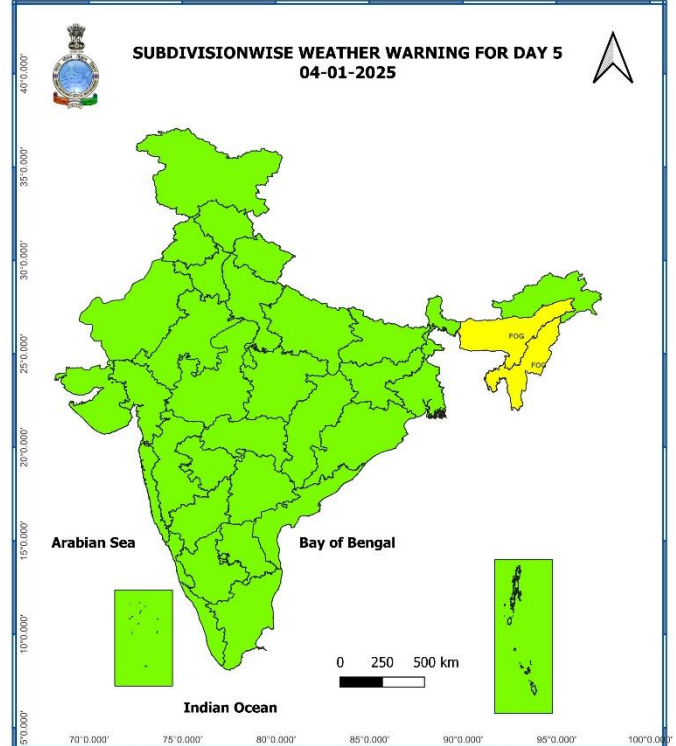 SUBDIVISIONWISE WEATHER WARNING FOR DAY 5
04-01-2025
40°0.000'
35°0.000'
30°0.000'
25°0.000'
20°0.000'
15°0.000'
10°0.000'
5°0.000'
FOG
FOG
Arabian Sea
Bay of Bengal
0 250 500 km
Indian Ocean
70°0.000' 75°0.000' 80°0.000' 85°0.000' 90°0.000' 95°0.000' 100°0.000'